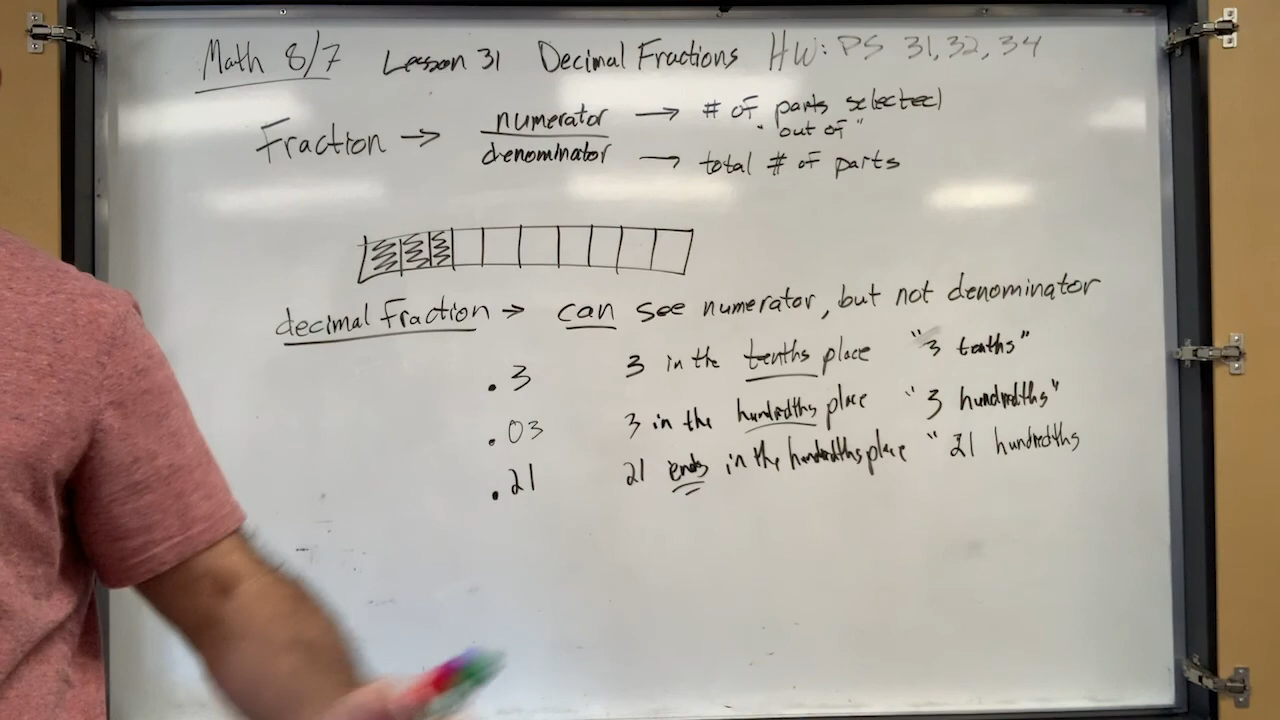 Math 8/7 Lesson 31 Decimal Fractions HW: PS 31, 32, 34
Fraction → numerator → # of parts selected
"out of"
denominator → total # of parts
decimal fraction → can see numerator, but not denominator
.3 3 in the tenths place "3 tenths"
.03 3 in the hundredths place "3 hundredths"
.21 21 ends in the hundredths place "21 hundredths